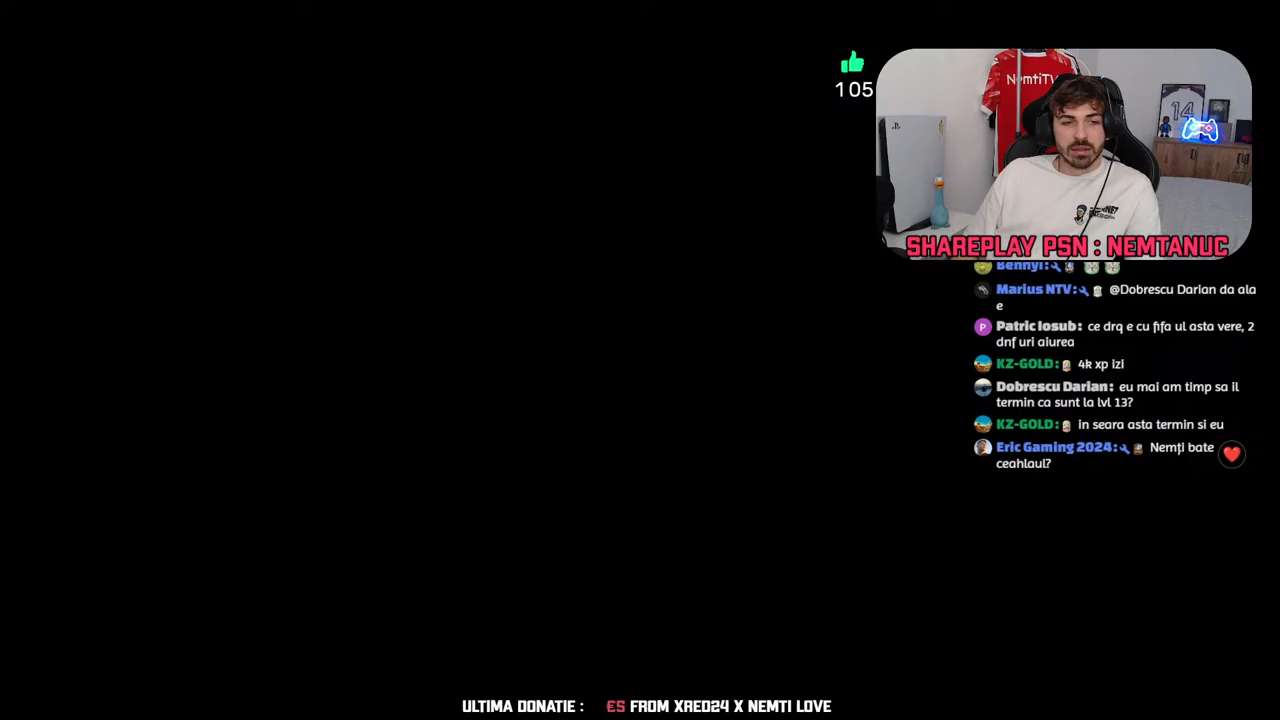 105
NemtiTV
14
SHAREPLAY PSN : NEMTANUC
Bennyi:
Marius NTV: @Dobrescu Darian da ala
e
Patric Iosub: ce drq e cu fifa ul asta vere, 2
dnf uri aiurea
KZ-GOLD: 4k xp izi
Dobrescu Darian: eu mai am timp sa il
termin ca sunt la lvl 13?
KZ-GOLD: in seara asta termin si eu
Eric Gaming 2024: Nemți bate
ceahlaul?
ULTIMA DONATIE : €5 FROM XRED24 X NEMTI LOVE